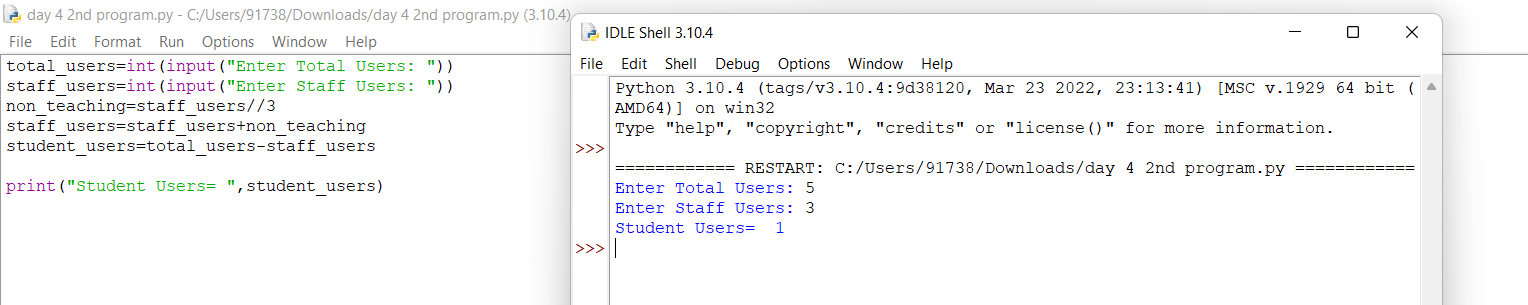 day 4 2nd program.py - C:/Users/91738/Downloads/day 4 2nd program.py (3.10.4)
File Edit Format Run Options Window Help
total_users=int(input("Enter Total Users: "))
staff_users=int(input("Enter Staff Users: "))
non_teaching=staff_users//3
staff_users=staff_users+non_teaching
student_users=total_users-staff_users
print("Student Users= ",student_users)
IDLE Shell 3.10.4
File Edit Shell Debug Options Window Help
Python 3.10.4 (tags/v3.10.4:9d38120, Mar 23 2022, 23:13:41) [MSC v.1929 64 bit (
AMD64)] on win32
Type "help", "copyright", "credits" or "license()" for more information.
>>>
============ RESTART: C:/Users/91738/Downloads/day 4 2nd program.py ============
Enter Total Users: 5
Enter Staff Users: 3
Student Users=  1
>>>